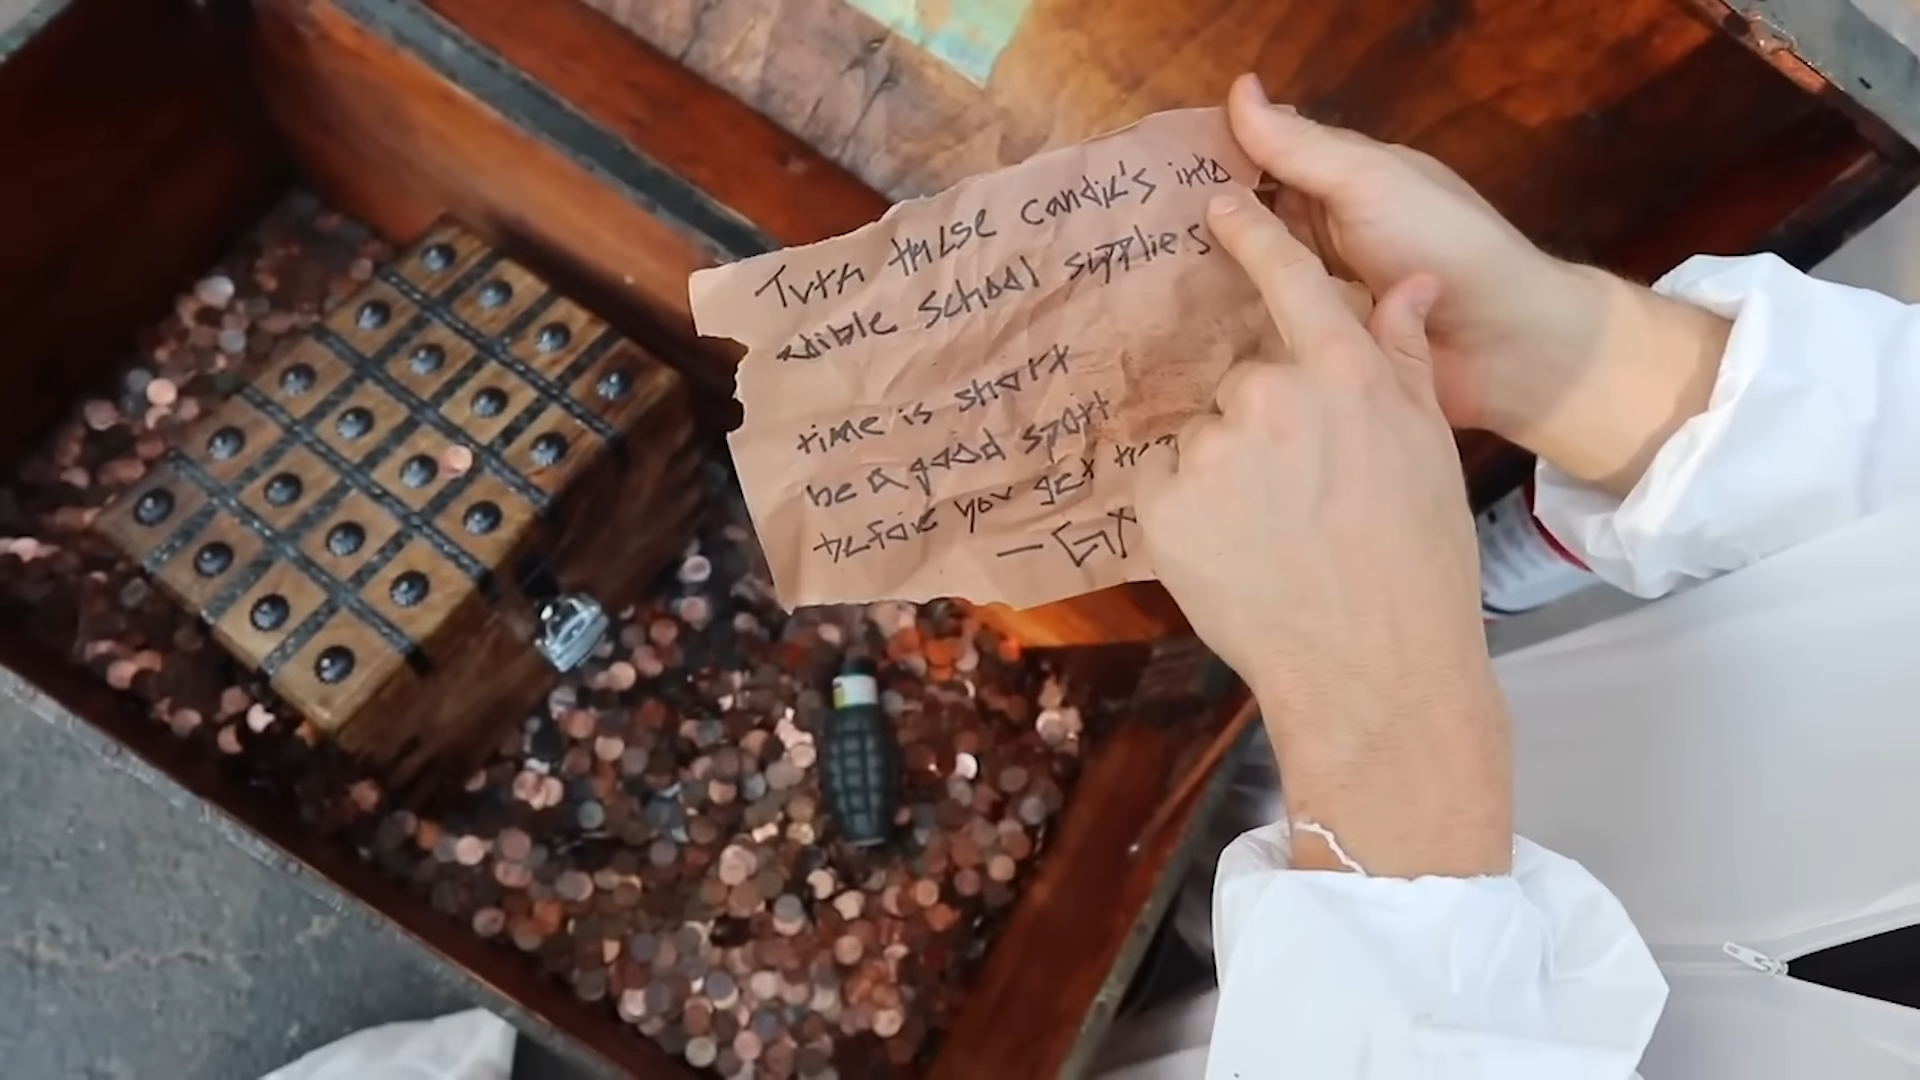 Turn these candie's into
edible school supplies
time is short
be a good sport
before you get
- G